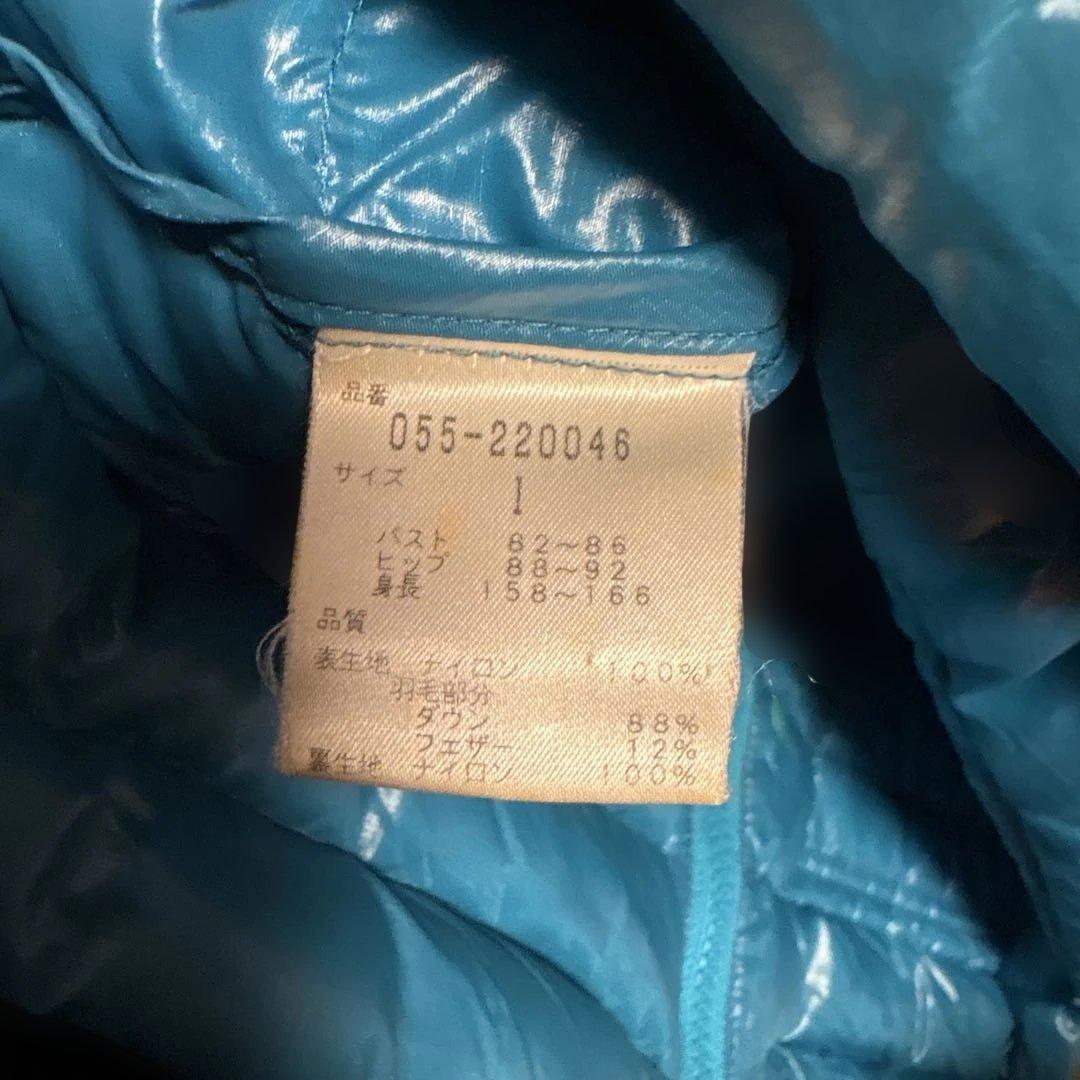 品番
055-220046
サイズ 1
バスト 82~86
ヒップ 88~92
身長 158~166
品質
表生地 ナイロン 100%
羽毛部分
ダウン 88%
フェザー 12%
裏生地 ナイロン 100%